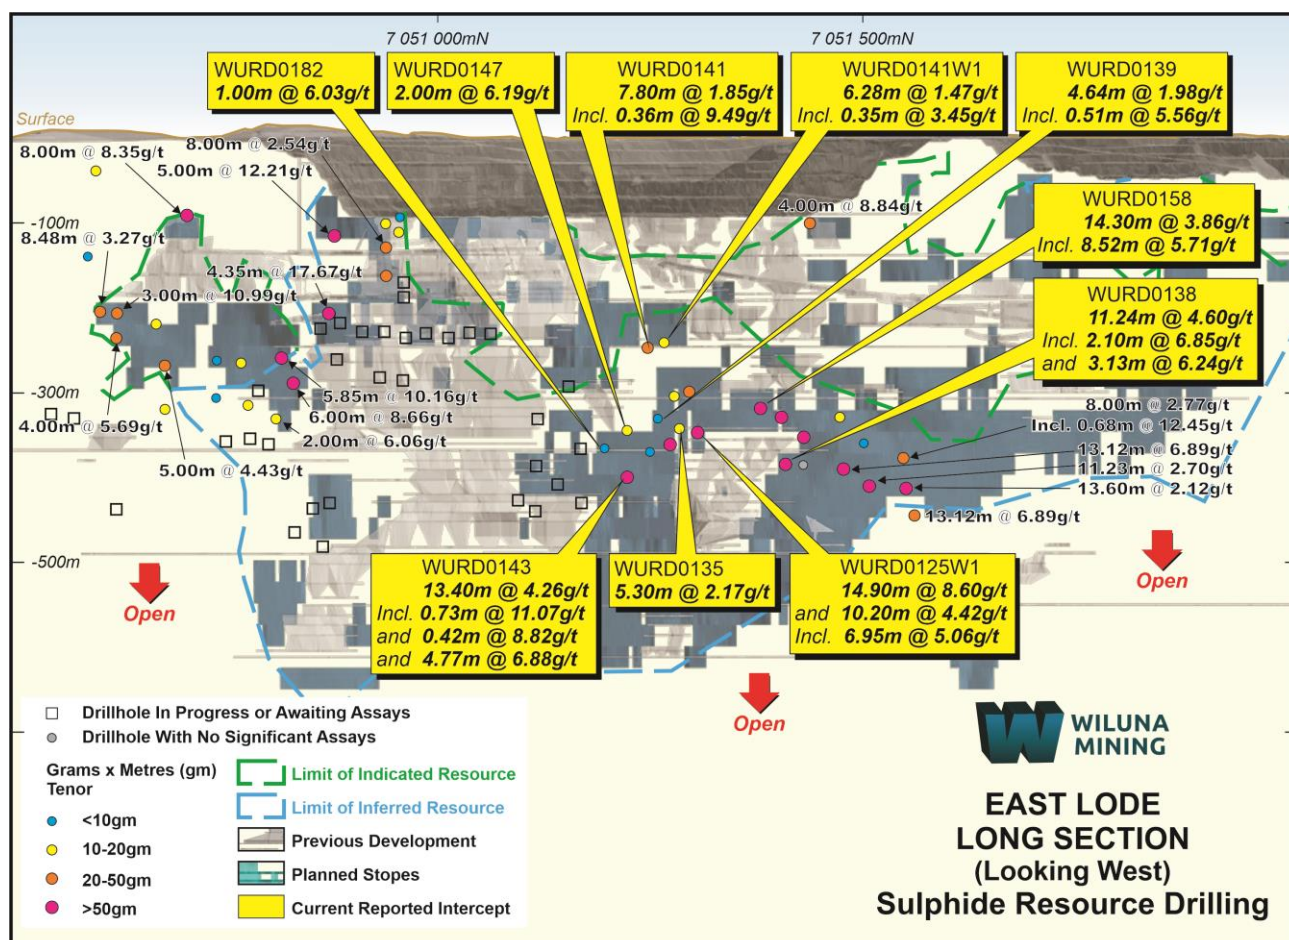 7 051 000mN
7 051 500mN
WURD0182
1.00m @ 6.03g/t
WURD0147
2.00m @ 6.19g/t
WURD0141
7.80m @ 1.85g/t
Incl. 0.36m @ 9.49g/t
WURD0141W1
6.28m @ 1.47g/t
Incl. 0.35m @ 3.45g/t
WURD0139
4.64m @ 1.98g/t
Incl. 0.51m @ 5.56g/t
Surface
8.00m @ 8.35g/t
8.00m @ 2.54g/t
5.00m @ 12.21g/t
WURD0158
14.30m @ 3.86g/t
Incl. 8.52m @ 5.71g/t
4.00m @ 8.84g/t
-100m
8.48m @ 3.27g/t
4.35m @ 17.67g/t
3.00m @ 10.99g/t
WURD0138
11.24m @ 4.60g/t
Incl. 2.10m @ 6.85g/t
and 3.13m @ 6.24g/t
-300m
5.85m @ 10.16g/t
6.00m @ 8.66g/t
4.00m @ 5.69g/t
2.00m @ 6.06g/t
5.00m @ 4.43g/t
8.00m @ 2.77g/t
Incl. 0.68m @ 12.45g/t
13.12m @ 6.89g/t
11.23m @ 2.70g/t
13.60m @ 2.12g/t
13.12m @ 6.89g/t
-500m
Open
WURD0143
13.40m @ 4.26g/t
Incl. 0.73m @ 11.07g/t
and 0.42m @ 8.82g/t
and 4.77m @ 6.88g/t
WURD0135
5.30m @ 2.17g/t
WURD0125W1
14.90m @ 8.60g/t
and 10.20m @ 4.42g/t
Incl. 6.95m @ 5.06g/t
Open
Open
Drillhole In Progress or Awaiting Assays
Drillhole With No Significant Assays
Grams x Metres (gm)
Tenor
<10gm
10-20gm
20-50gm
>50gm
Limit of Indicated Resource
Limit of Inferred Resource
Previous Development
Planned Stopes
Current Reported Intercept
WILUNA
MINING
EAST LODE
LONG SECTION
(Looking West)
Sulphide Resource Drilling